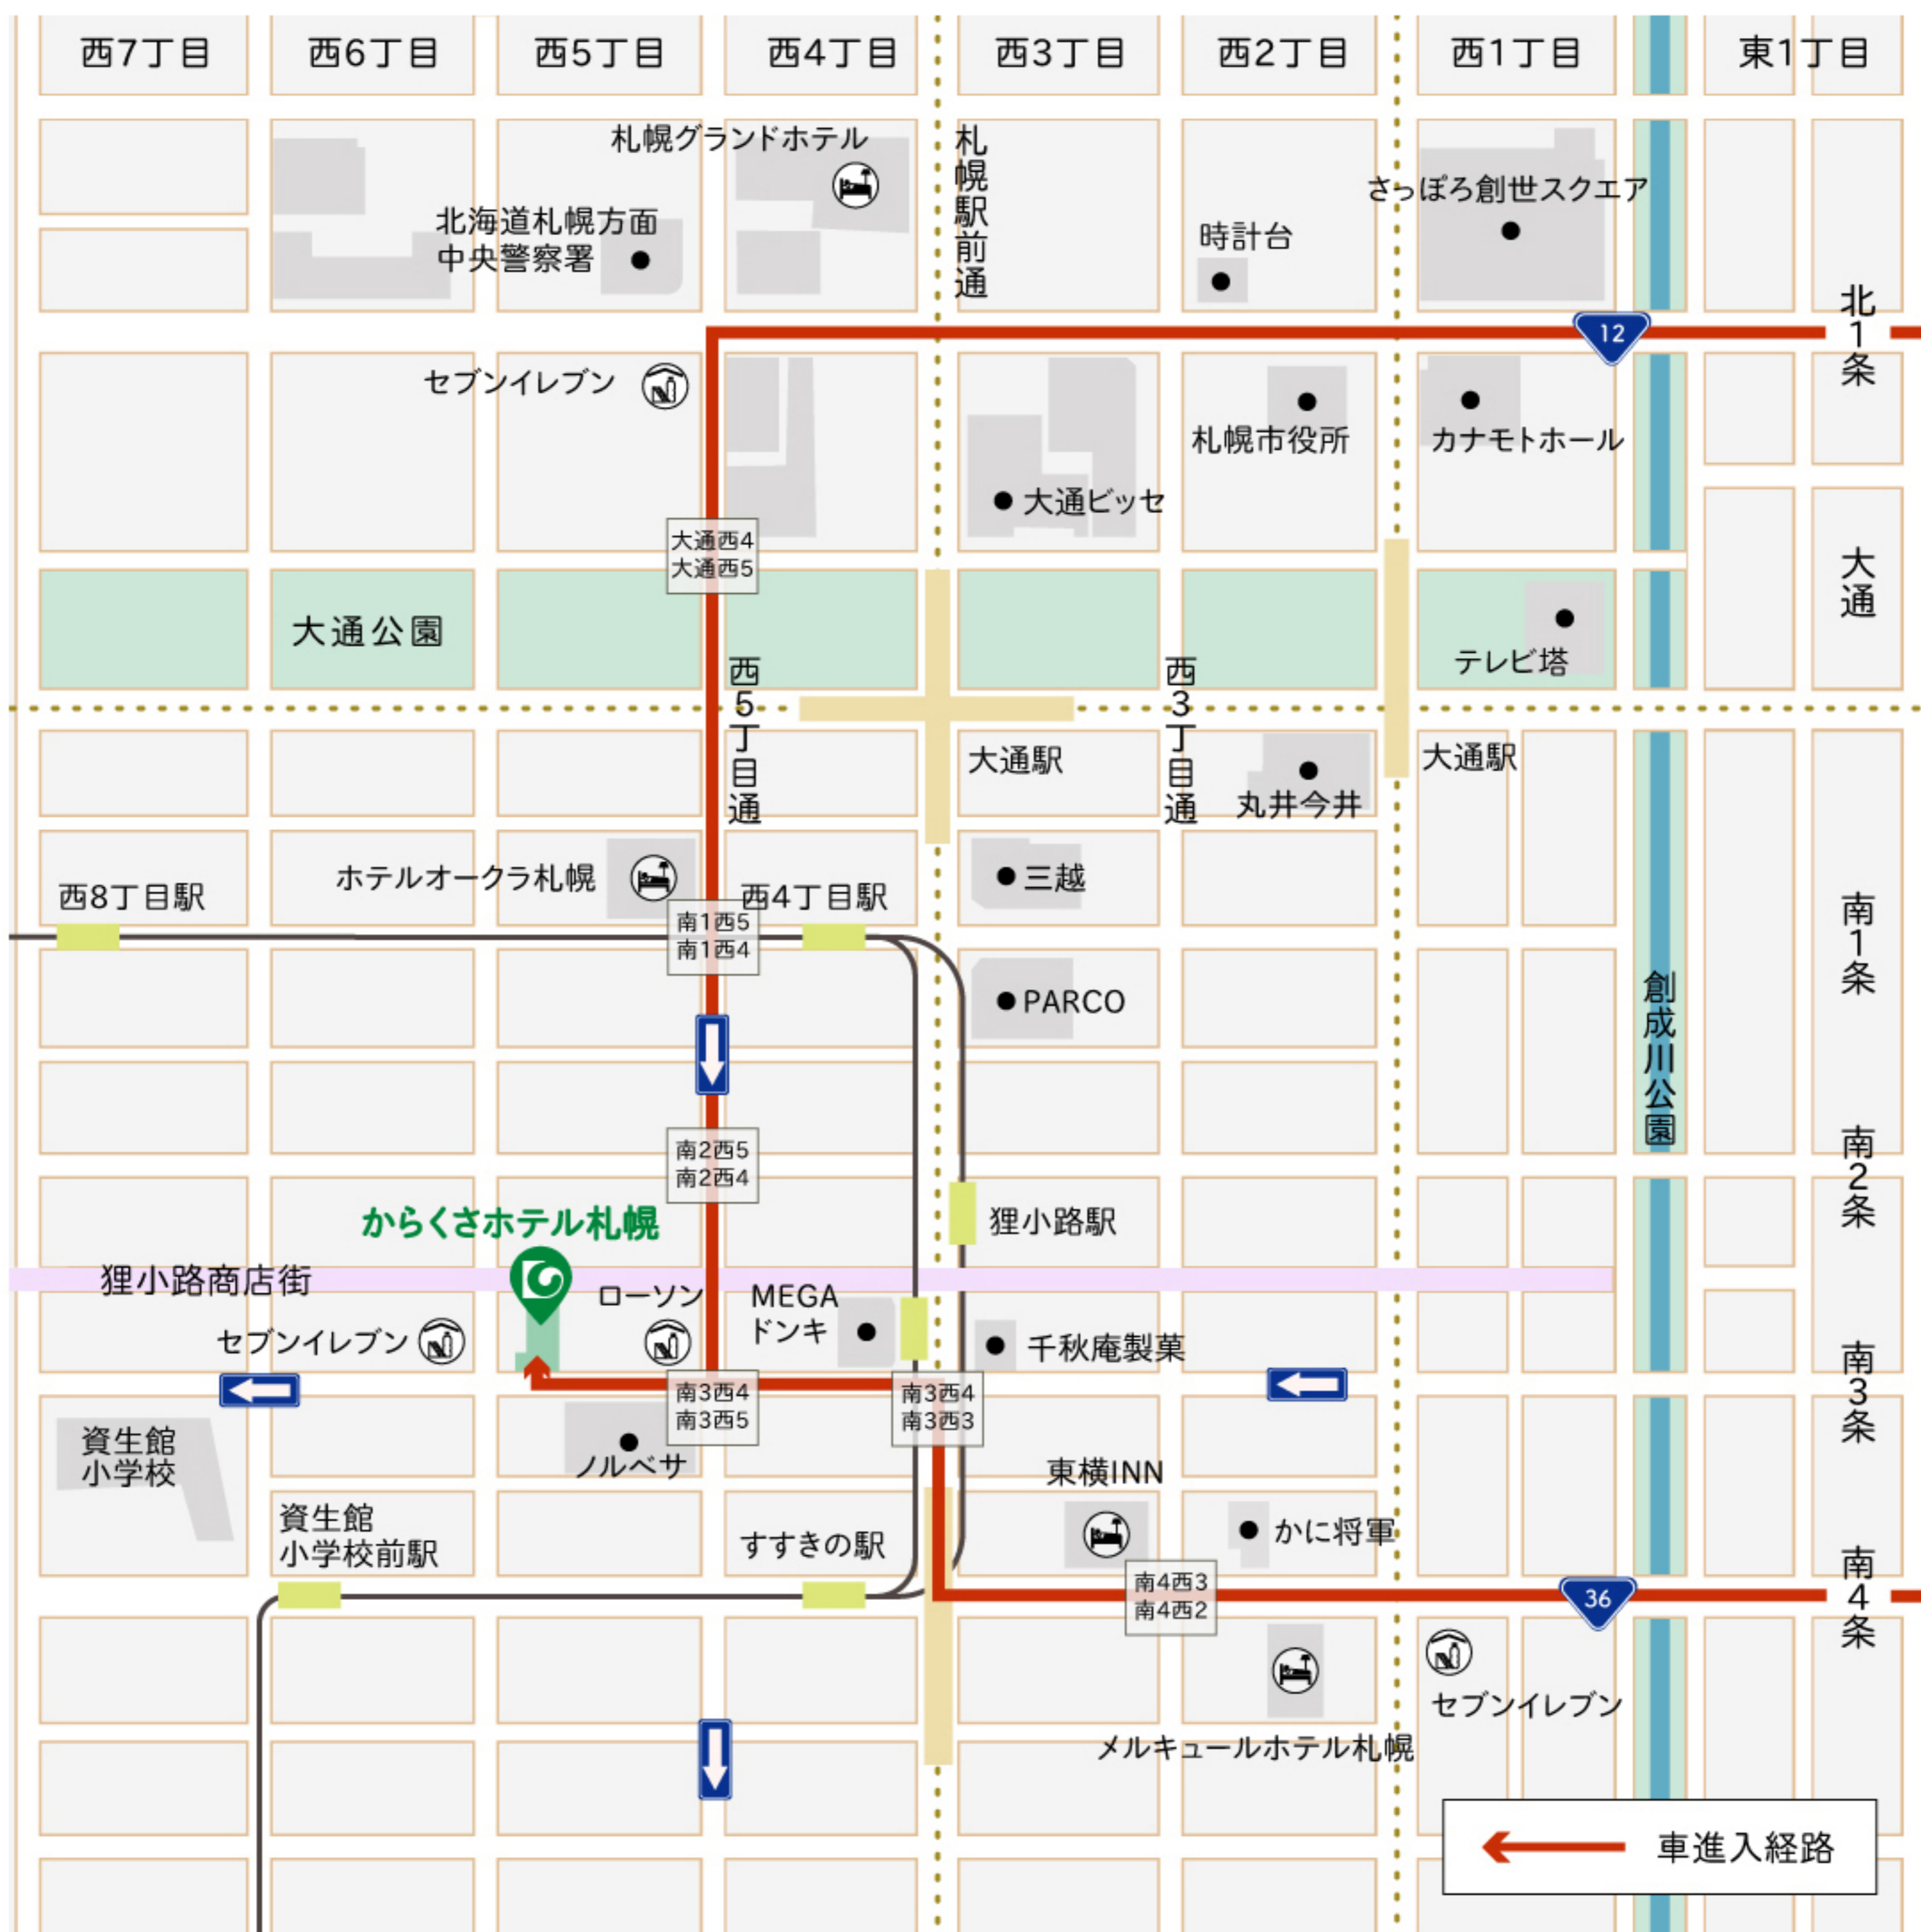 西7丁目
西6丁目
西5丁目
西4丁目
西3丁目
西2丁目
西1丁目
東1丁目
札幌グランドホテル
札幌駅前通
さっぽろ創世スクエア
北海道札幌方面
中央警察署
時計台
北1条
12
セブンイレブン
札幌市役所
カナモトホール
大通ビッセ
大通西4
大通西5
大通
大通公園
テレビ塔
西5丁目通
西3丁目通
大通駅
大通駅
丸井今井
ホテルオークラ札幌
三越
西8丁目駅
西4丁目駅
南1西5
南1西4
南1条
PARCO
創成川公園
南2西5
南2西4
南2条
からくさホテル札幌
狸小路駅
狸小路商店街
ローソン
MEGA
ドンキ
セブンイレブン
千秋庵製菓
南3条
南3西4
南3西5
南3西4
南3西3
資生館
小学校
ノルベサ
東横INN
資生館
小学校前駅
すすきの駅
かに将軍
南4西3
南4西2
36
南4条
セブンイレブン
メルキュールホテル札幌
車進入経路